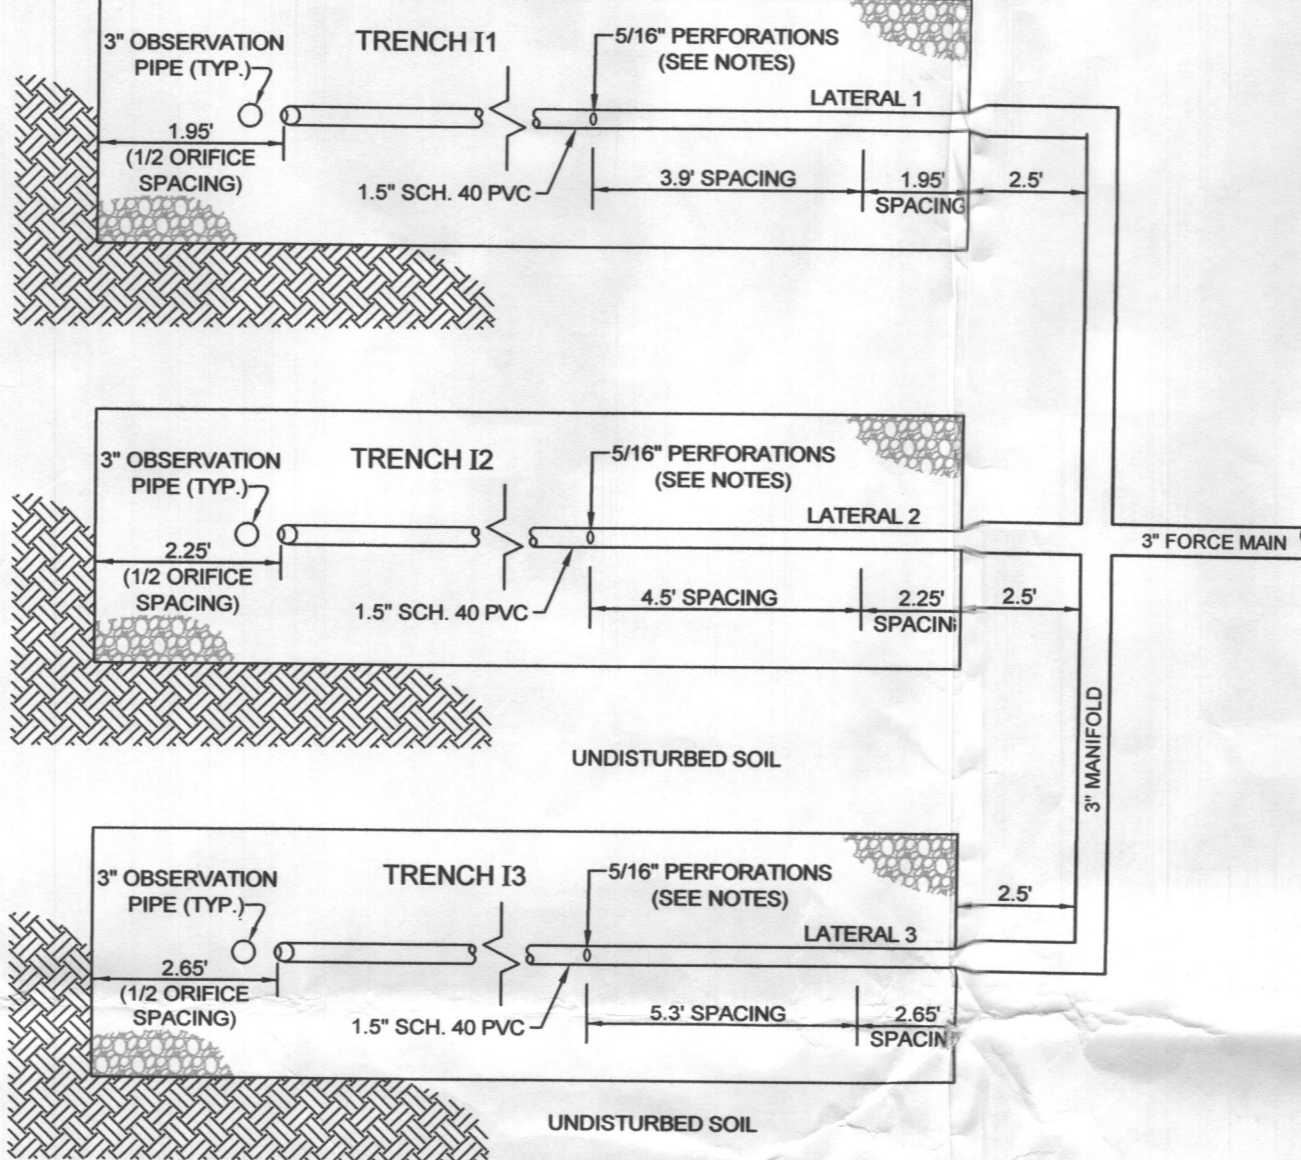 3" OBSERVATION
PIPE (TYP.)
TRENCH I1
5/16" PERFORATIONS
(SEE NOTES)
LATERAL 1
1.95'
(1/2 ORIFICE
SPACING)
1.5" SCH. 40 PVC
3.9' SPACING
1.95'
SPACING
2.5'
3" OBSERVATION
PIPE (TYP.)
TRENCH I2
5/16" PERFORATIONS
(SEE NOTES)
LATERAL 2
3" FORCE MAIN
2.25'
(1/2 ORIFICE
SPACING)
1.5" SCH. 40 PVC
4.5' SPACING
2.25'
SPACING
2.5'
UNDISTURBED SOIL
3" MANIFOLD
3" OBSERVATION
PIPE (TYP.)
TRENCH I3
5/16" PERFORATIONS
(SEE NOTES)
2.5'
LATERAL 3
2.65'
(1/2 ORIFICE
SPACING)
1.5" SCH. 40 PVC
5.3' SPACING
2.65'
SPACIN
UNDISTURBED SOIL